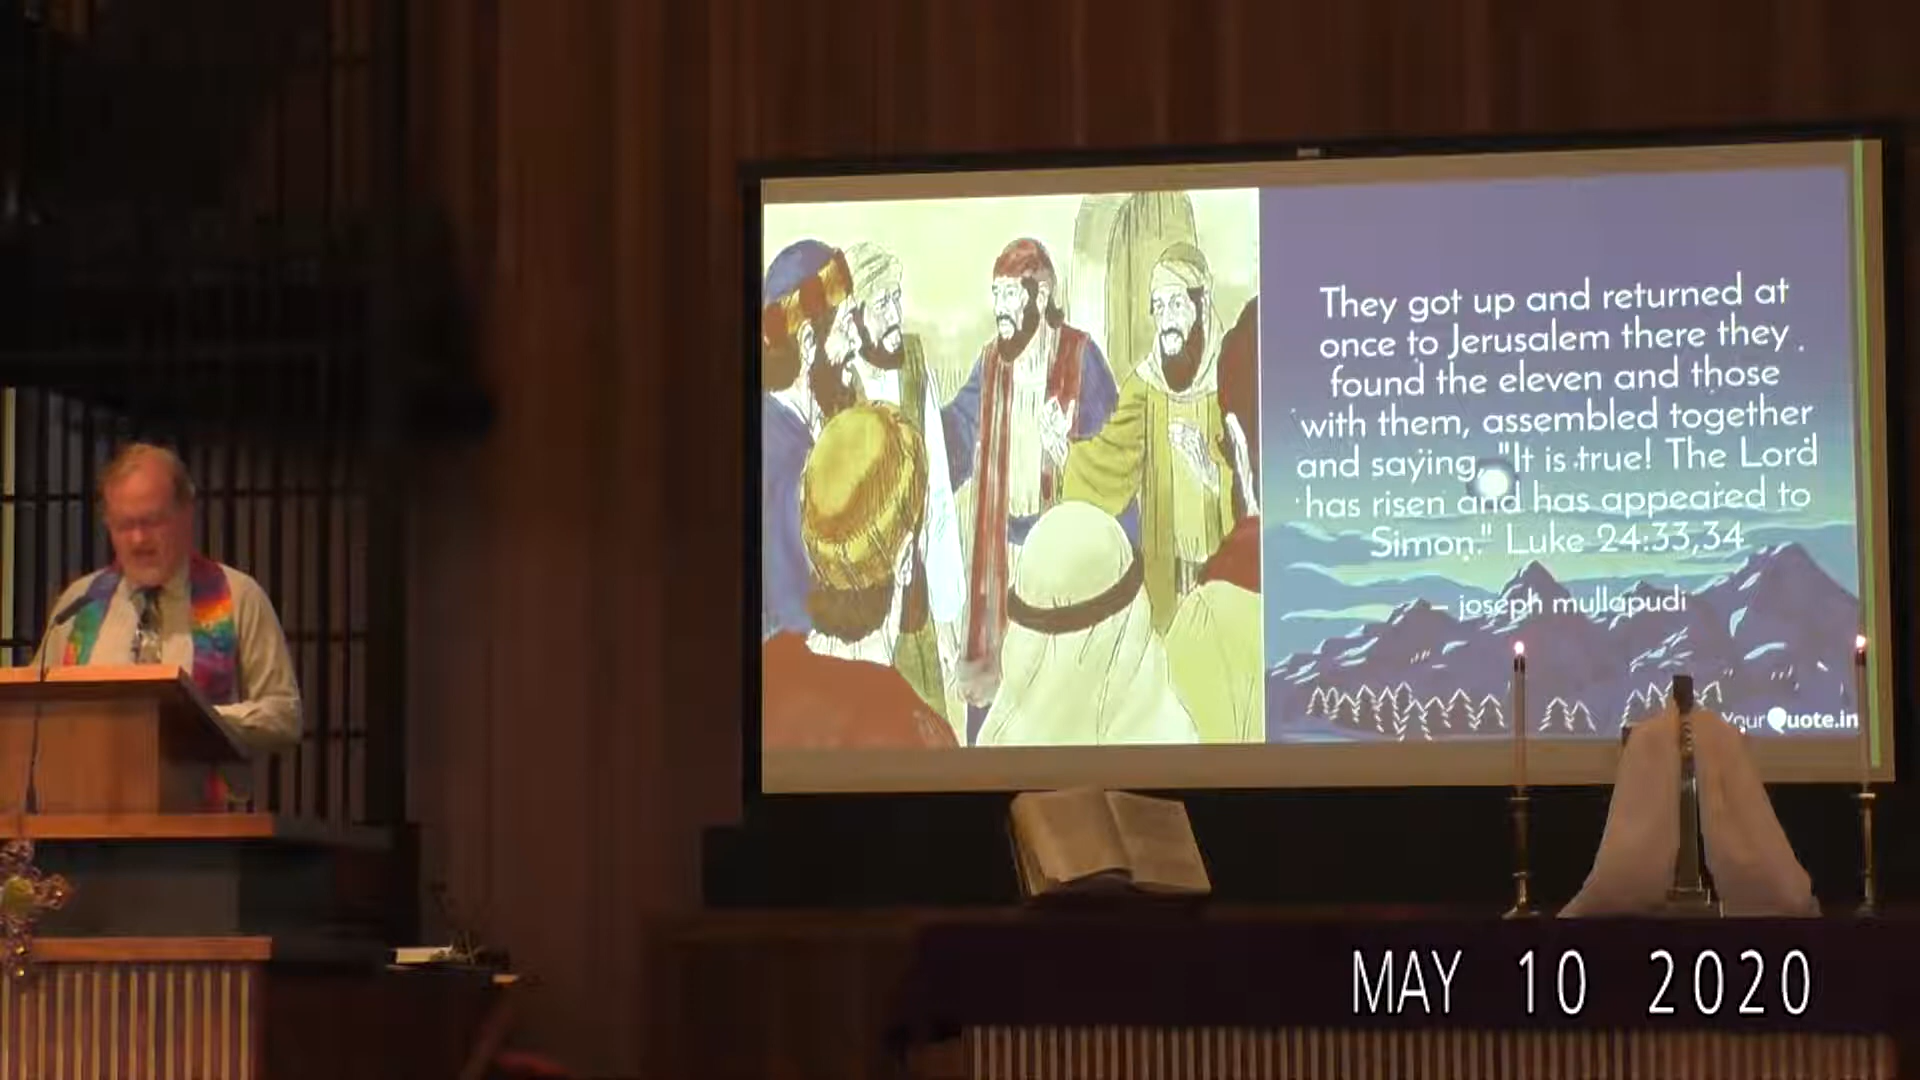 They got up and returned at
once to Jerusalem there they
found the eleven and those
with them, assembled together
and saying, "It is true! The Lord
has risen and has appeared to
Simon." Luke 24:33,34
– joseph mullapudi
YourQuote.in
MAY 10 2020